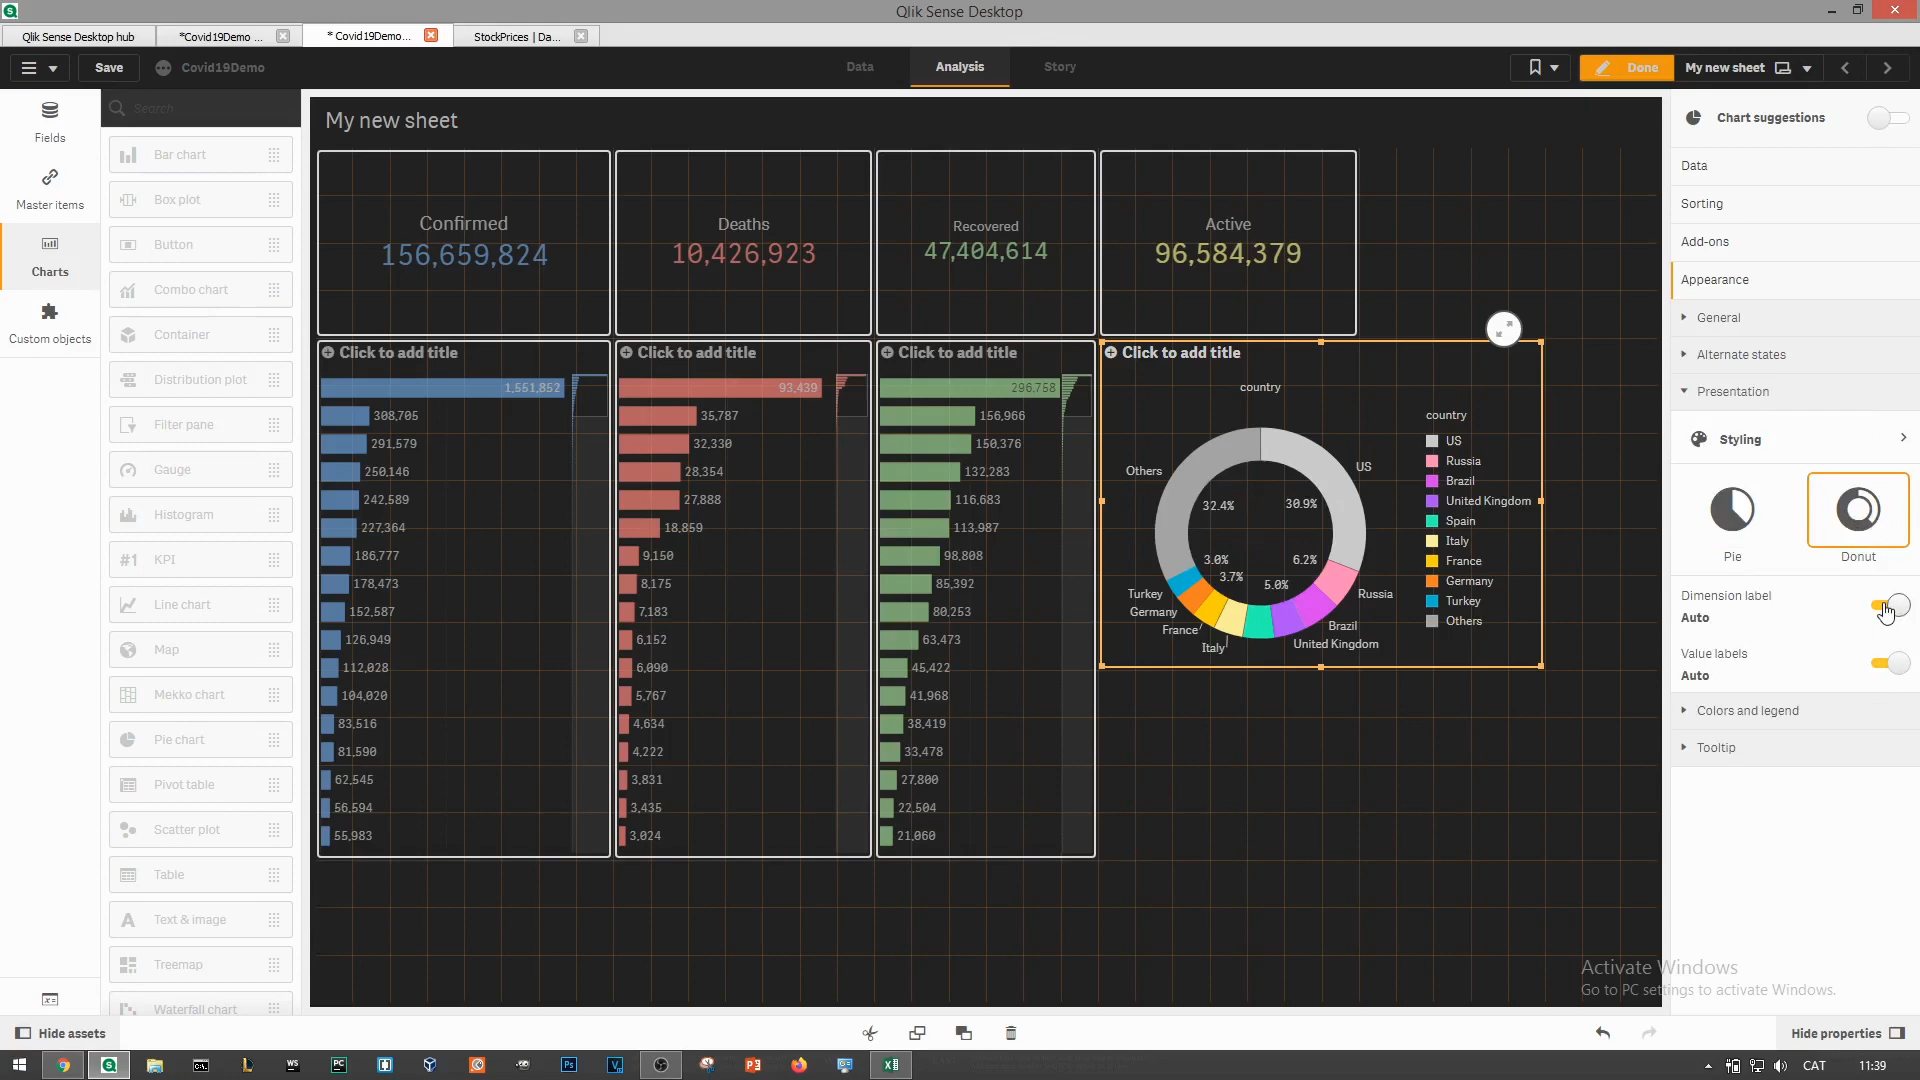 Qlik Sense Desktop
Qlik Sense Desktop hub
*Covid19Demo ...
* Covid19Demo...
StockPrices | Da...
Save
Covid19Demo
Data
Analysis
Story
Done
My new sheet
Fields
Master items
Charts
Custom objects
Search
Bar chart
Box plot
Button
Combo chart
Container
Distribution plot
Filter pane
Gauge
Histogram
#1 KPI
Line chart
Map
Mekko chart
Pie chart
Pivot table
Scatter plot
Table
A Text & image
Treemap
Waterfall chart
My new sheet
Confirmed
156,659,824
Deaths
10,426,923
Recovered
47,404,614
Active
96,584,379
Click to add title
1,551,852
308,705
291,579
250,146
242,589
227,364
186,777
178,473
152,587
126,949
112,028
104,020
83,516
81,590
62,545
56,594
55,983
Click to add title
93,439
35,787
32,330
28,354
27,888
18,859
9,150
8,175
7,183
6,152
6,090
5,767
4,634
4,222
3,831
3,435
3,024
Click to add title
296,758
156,966
150,376
132,283
116,683
113,987
98,808
85,392
80,253
63,473
45,422
41,968
38,419
33,478
27,800
22,504
21,060
Click to add title
country
Others
US
32.4%
30.9%
3.0%
6.2%
3.7%
5.0%
Turkey
Russia
Germany
France
Brazil
Italy
United Kingdom
country
US
Russia
Brazil
United Kingdom
Spain
Italy
France
Germany
Turkey
Others
Chart suggestions
Data
Sorting
Add-ons
Appearance
General
Alternate states
Presentation
Styling
Pie
Donut
Dimension label
Auto
Value labels
Auto
Colors and legend
Tooltip
Activate Windows
Go to PC settings to activate Windows.
Hide assets
Hide properties
CAT
11:39